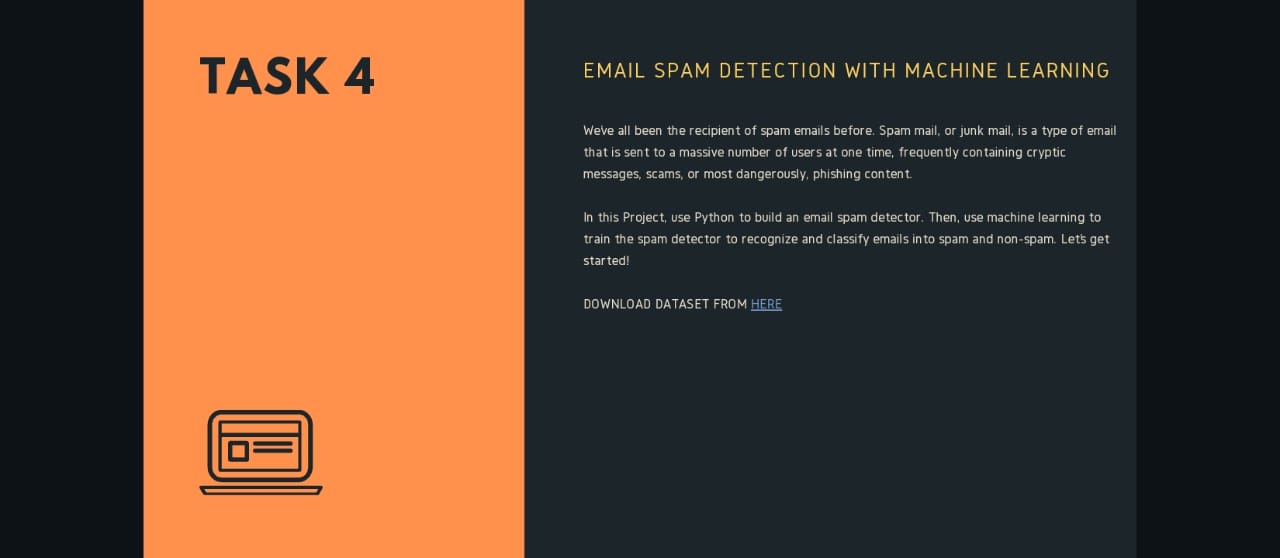 TASK 4
EMAIL SPAM DETECTION WITH MACHINE LEARNING
We've all been the recipient of spam emails before. Spam mail, or junk mail, is a type of email
that is sent to a massive number of users at one time, frequently containing cryptic
messages, scams, or most dangerously, phishing content.
In this Project, use Python to build an email spam detector. Then, use machine learning to
train the spam detector to recognize and classify emails into spam and non-spam. Let's get
started!
DOWNLOAD DATASET FROM HERE